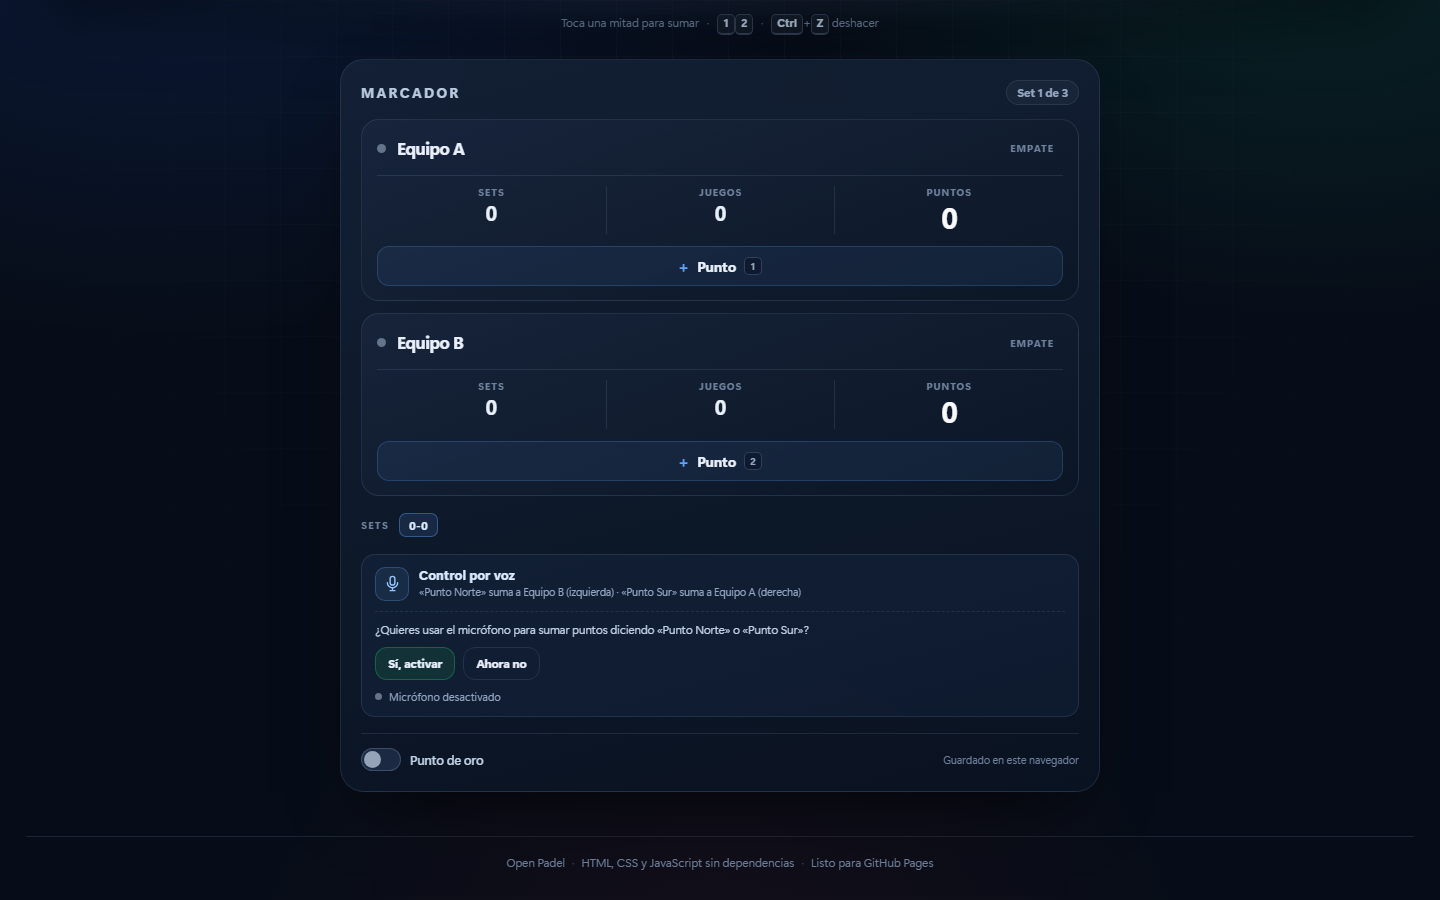 Toca una mitad para sumar · 1 2 · Ctrl + Z deshacer
MARCADOR
Set 1 de 3
Equipo A
EMPATE
SETS
0
JUEGOS
0
PUNTOS
0
+ Punto 1
Equipo B
EMPATE
SETS
0
JUEGOS
0
PUNTOS
0
+ Punto 2
SETS 0-0
Control por voz
«Punto Norte» suma a Equipo B (izquierda) · «Punto Sur» suma a Equipo A (derecha)
¿Quieres usar el micrófono para sumar puntos diciendo «Punto Norte» o «Punto Sur»?
Sí, activar
Ahora no
Micrófono desactivado
Punto de oro
Guardado en este navegador
Open Padel · HTML, CSS y JavaScript sin dependencias · Listo para GitHub Pages